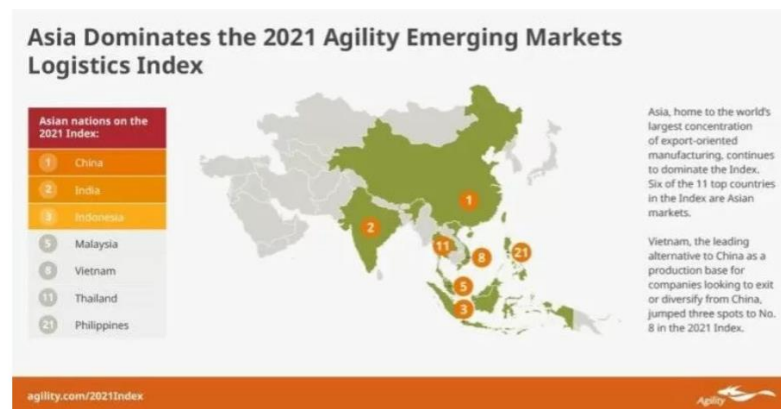 Asia Dominates the 2021 Agility Emerging Markets
Logistics Index
Asian nations on the
2021 Index:
1 China
2 India
3 Indonesia
5 Malaysia
8 Vietnam
11 Thailand
21 Philippines
1
2
11
8
21
5
3
Asia, home to the world's
largest concentration
of export-oriented
manufacturing, continues
to dominate the Index.
Six of the 11 top countries
in the Index are Asian
markets.
Vietnam, the leading
alternative to China as a
production base for
companies looking to exit
or diversify from China,
jumped three spots to No.
8 in the 2021 Index.
agility.com/2021Index
Agility